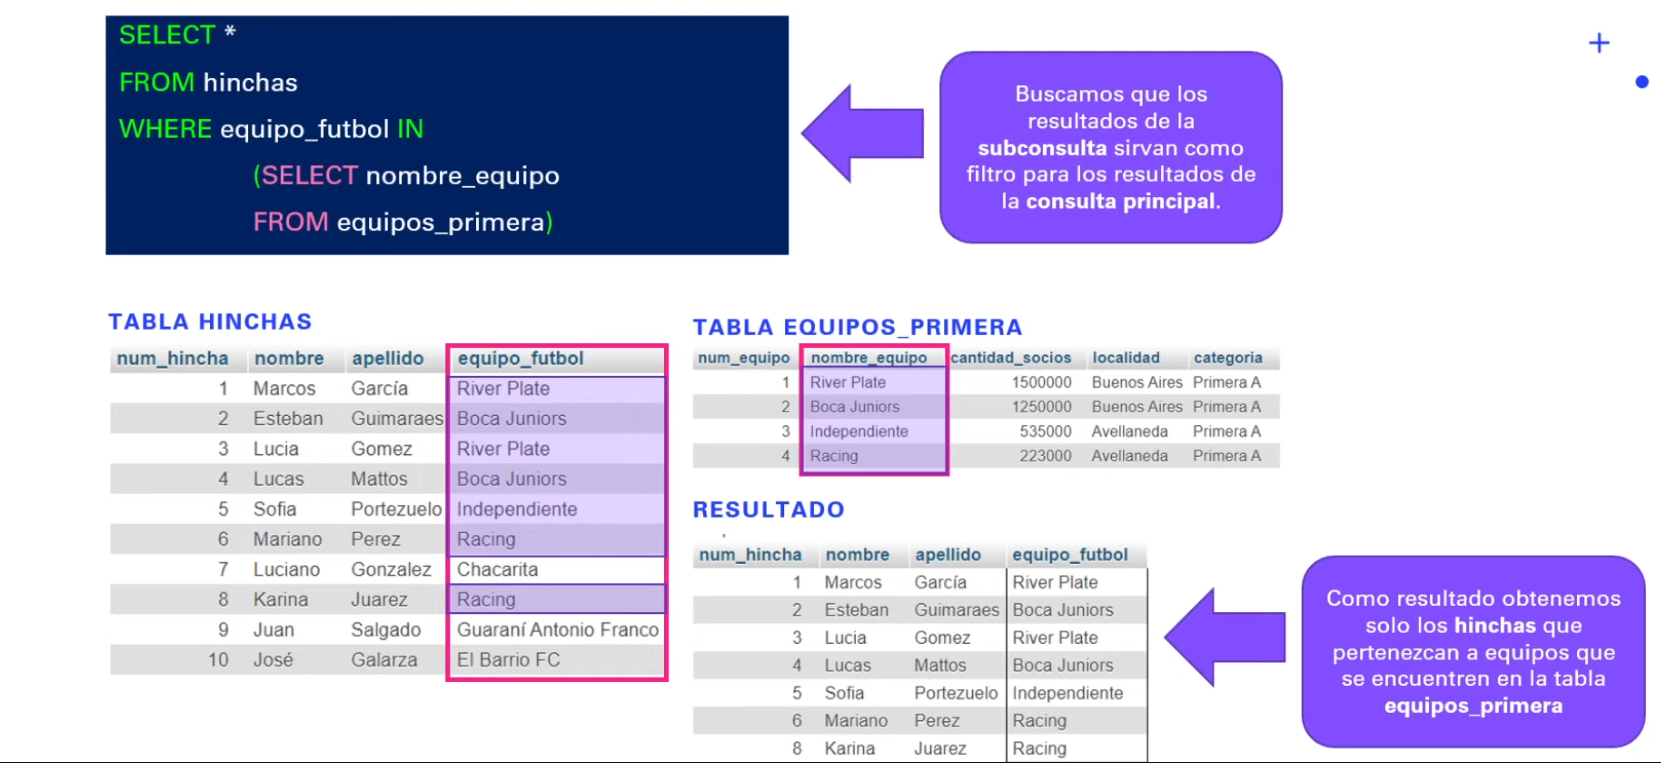 SELECT *
FROM hinchas
WHERE equipo_futbol IN
(SELECT nombre_equipo
FROM equipos_primera)
Buscamos que los
resultados de la
subconsulta sirvan como
filtro para los resultados de
la consulta principal.
TABLA HINCHAS
num_hincha nombre apellido equipo_futbol
1 Marcos García River Plate
2 Esteban Guimaraes Boca Juniors
3 Lucia Gomez River Plate
4 Lucas Mattos Boca Juniors
5 Sofia Portezuelo Independiente
6 Mariano Perez Racing
7 Luciano Gonzalez Chacarita
8 Karina Juarez Racing
9 Juan Salgado Guaraní Antonio Franco
10 José Galarza El Barrio FC
TABLA EQUIPOS_PRIMERA
num_equipo nombre_equipo cantidad_socios localidad categoria
1 River Plate 1500000 Buenos Aires Primera A
2 Boca Juniors 1250000 Buenos Aires Primera A
3 Independiente 535000 Avellaneda Primera A
4 Racing 223000 Avellaneda Primera A
RESULTADO
num_hincha nombre apellido equipo_futbol
1 Marcos García River Plate
2 Esteban Guimaraes Boca Juniors
3 Lucia Gomez River Plate
4 Lucas Mattos Boca Juniors
5 Sofia Portezuelo Independiente
6 Mariano Perez Racing
8 Karina Juarez Racing
Como resultado obtenemos
solo los hinchas que
pertenezcan a equipos que
se encuentren en la tabla
equipos_primera